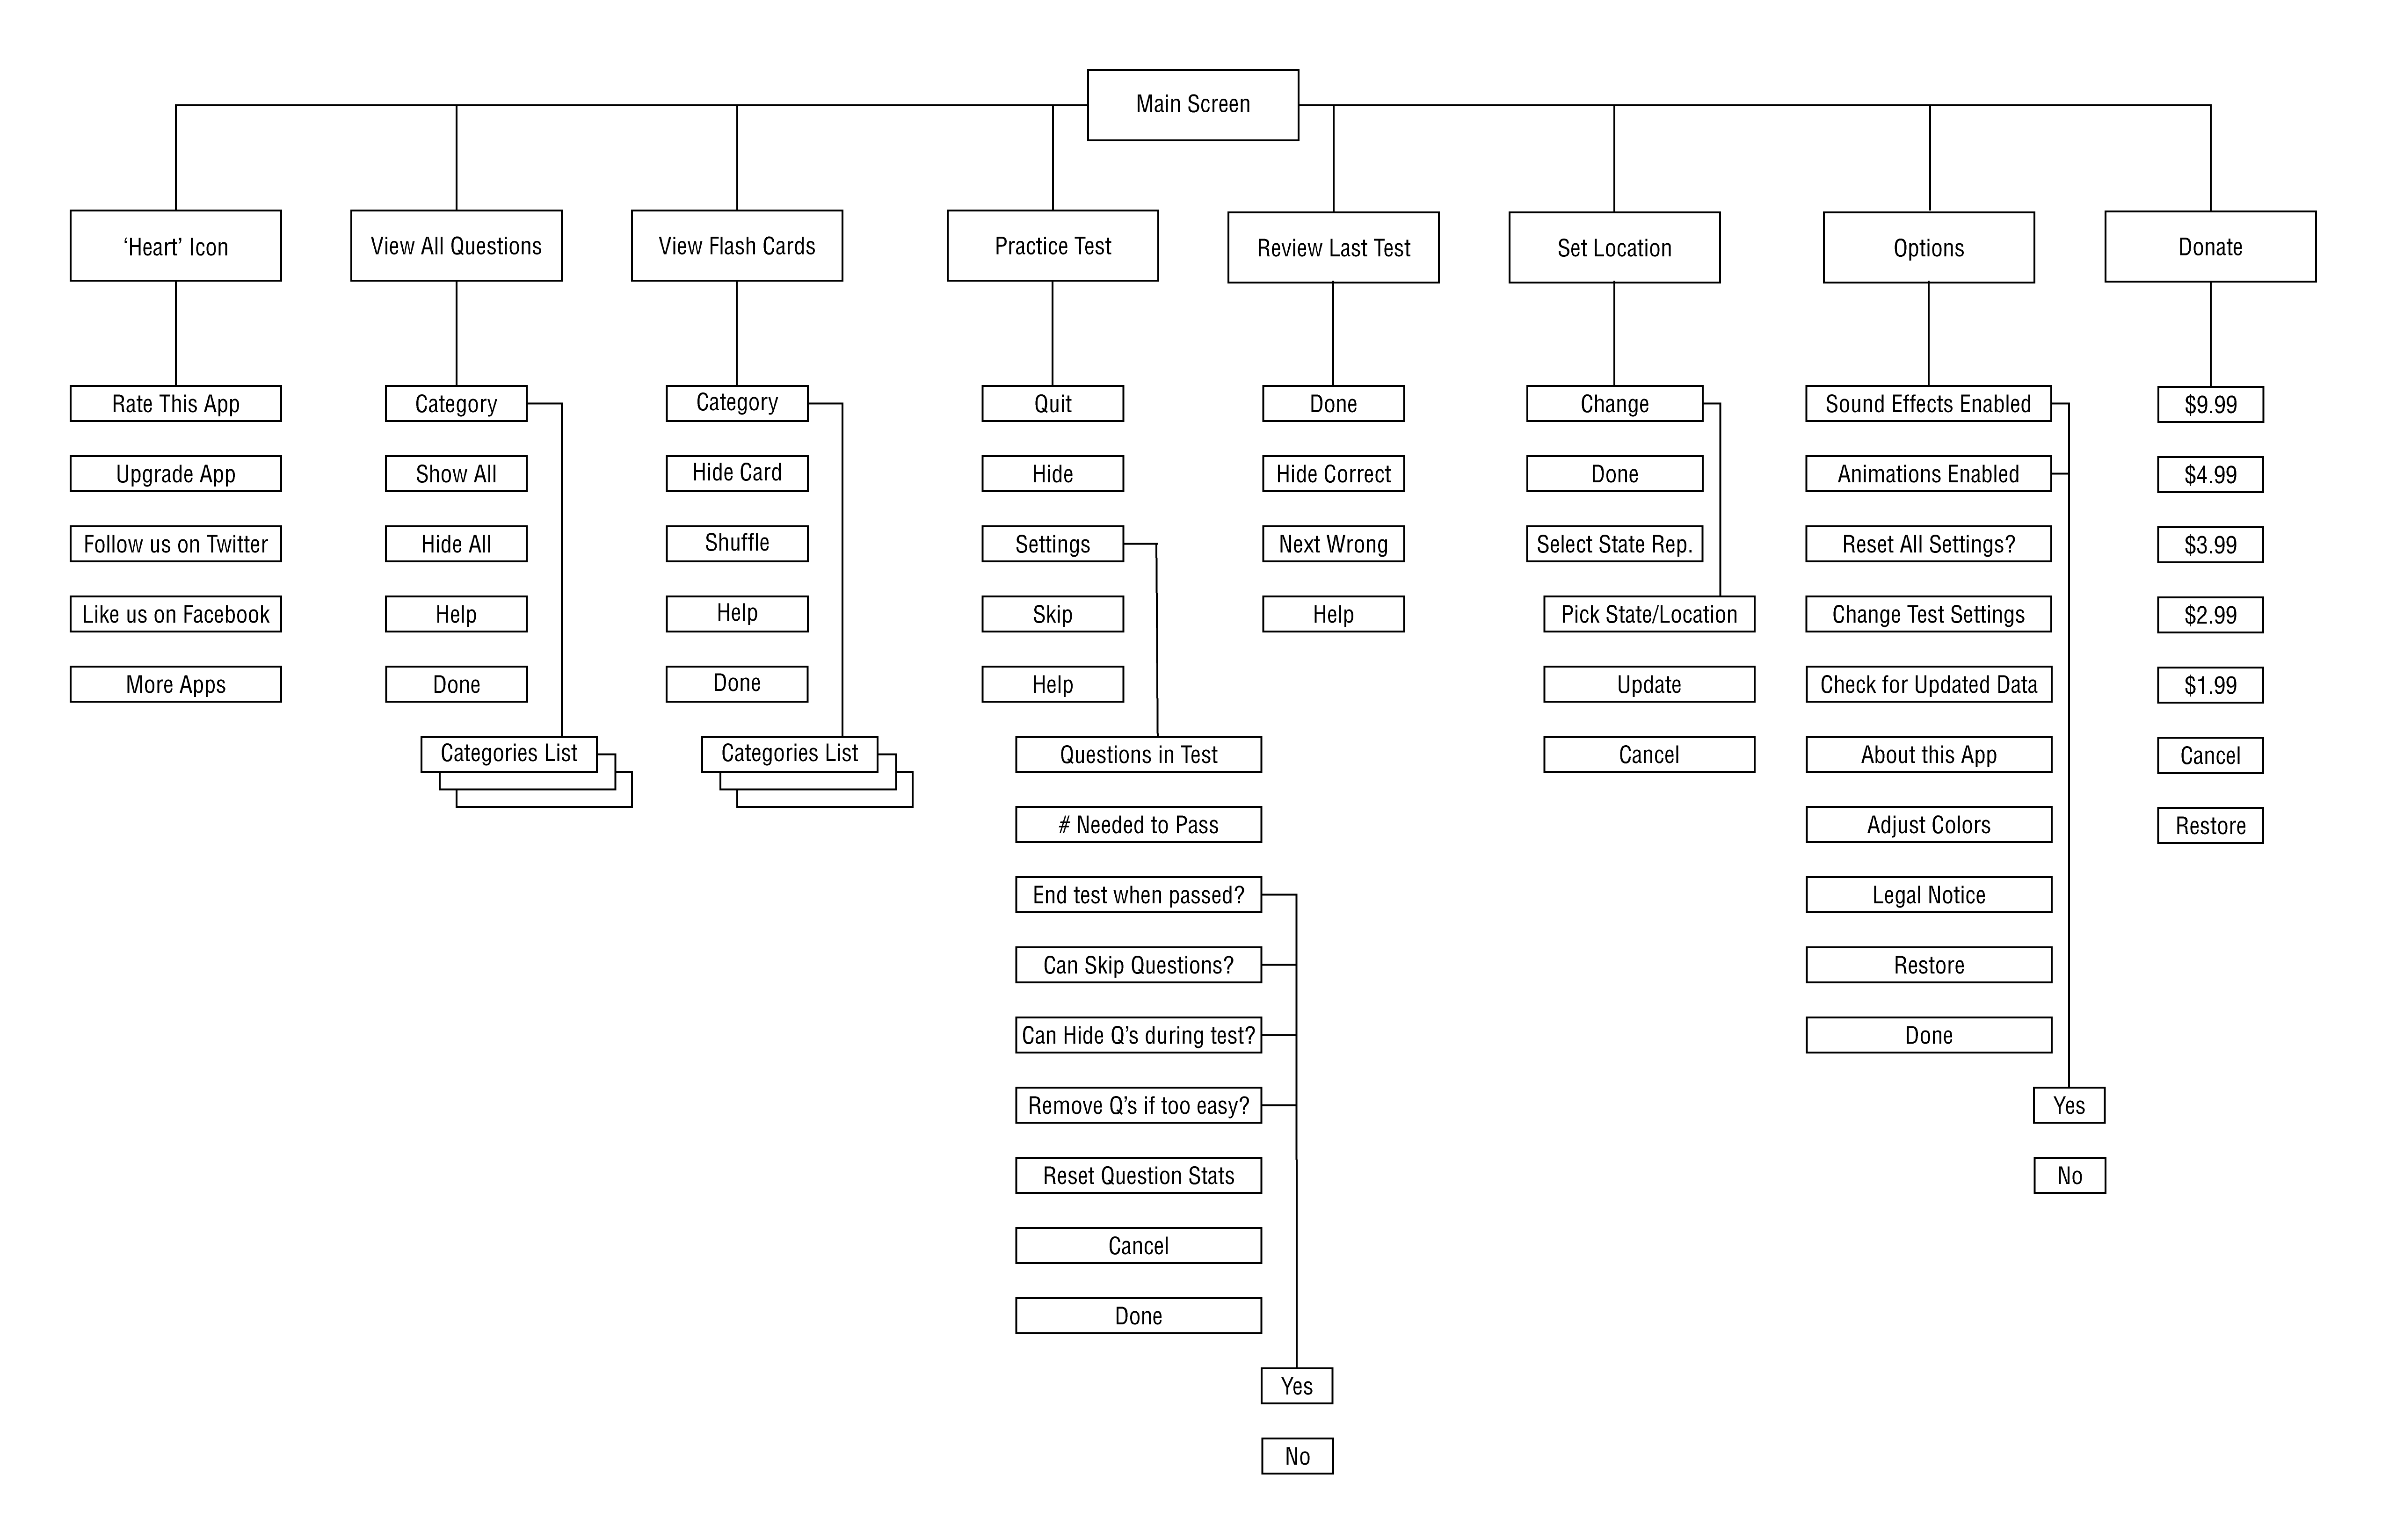 Main Screen
‘Heart’ Icon
View All Questions
View Flash Cards
Practice Test
Review Last Test
Set Location
Options
Donate
Rate This App
Upgrade App
Follow us on Twitter
Like us on Facebook
More Apps
Category
Show All
Hide All
Help
Done
Categories List
Category
Hide Card
Shuffle
Help
Done
Categories List
Quit
Hide
Settings
Skip
Help
Questions in Test
# Needed to Pass
End test when passed?
Can Skip Questions?
Can Hide Q’s during test?
Remove Q’s if too easy?
Reset Question Stats
Cancel
Done
Yes
No
Done
Hide Correct
Next Wrong
Help
Change
Done
Select State Rep.
Pick State/Location
Update
Cancel
Sound Effects Enabled
Animations Enabled
Reset All Settings?
Change Test Settings
Check for Updated Data
About this App
Adjust Colors
Legal Notice
Restore
Done
Yes
No
$9.99
$4.99
$3.99
$2.99
$1.99
Cancel
Restore